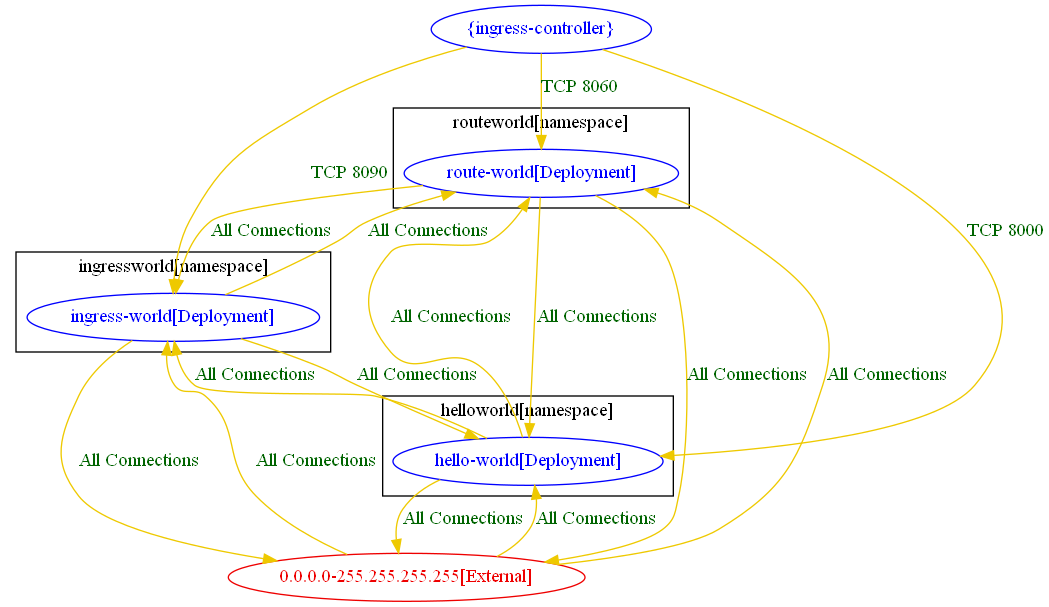 {ingress-controller}
TCP 8060
routeworld[namespace]
route-world[Deployment]
TCP 8090
All Connections
All Connections
TCP 8000
ingressworld[namespace]
ingress-world[Deployment]
All Connections
All Connections
All Connections
All Connections
All Connections
All Connections
helloworld[namespace]
hello-world[Deployment]
All Connections
All Connections
All Connections
All Connections
0.0.0.0-255.255.255.255[External]